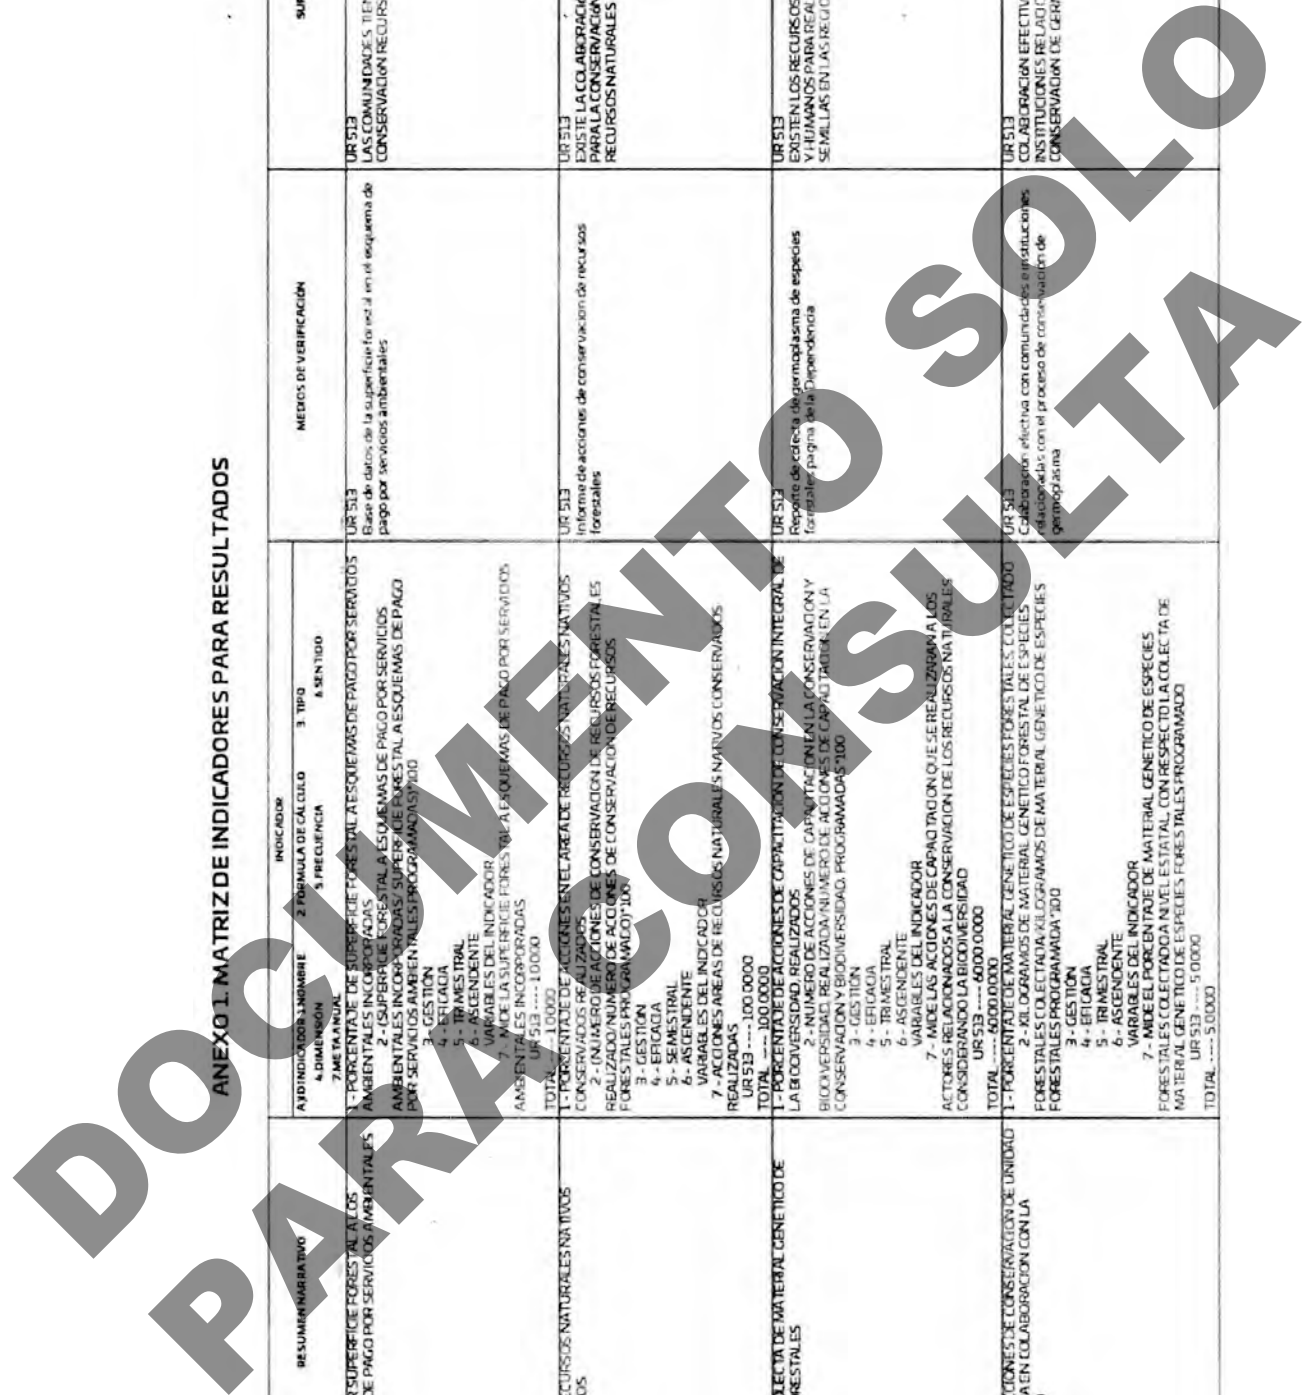 ANEXO 1. MATRIZ DE INDICADORES PARA RESULTADOS
RESUMEN NARRATIVO
INDICADOR
A) DINDICADOR 1.NOMBRE 2. FORMULA DE CÁLCULO 3. TIPO
4.DIMENSIÓN 5. FRECUENCIA 6. SENTIDO
7.META ANUAL
MEDIOS DE VERIFICACIÓN
SUPERFICIE FORESTAL A LOS
DE PAGO POR SERVICIOS AMBIENTALES
1 - PORCENTAJE DE SUPERFICIE FORESTAL A ESQUEMAS DE PAGO POR SERVICIOS
AMBIENTALES INCORPORADAS
2 - (SUPERFICIE FORESTAL A ESQUEMAS DE PAGO POR SERVICIOS
AMBIENTALES INCORPORADAS/ SUPERFICIE FORESTAL A ESQUEMAS DE PAGO
POR SERVICIOS AMBIENTALES PROGRAMADAS)*100
3 - GESTIÓN
4 - EFICACIA
5 - TRIMESTRAL
6 - ASCENDENTE
VARIABLES DEL INDICADOR
7 - MIDE LA SUPERFICIE FORESTAL A ESQUEMAS DE PAGO POR SERVICIOS
AMBIENTALES INCORPORADAS
UR 513 ---- 1 0000
TOTAL ---- 1 0000
UR 513
Base de datos de la superficie forestal en el esquema de
pago por servicios ambientales
UR 513
LAS COMUNIDADES TIEN
CONSERVACIÓN RECURS
RECURSOS NATURALES NATIVOS
1 - PORCENTAJE DE ACCIONES EN EL AREA DE RECURSOS NATURALES NATIVOS
CONSERVADOS REALIZADOS
2 - (NUMERO DE ACCIONES DE CONSERVACION DE RECURSOS FORESTALES
REALIZADO/NUMERO DE ACCIONES DE CONSERVACION DE RECURSOS
FORESTALES PROGRAMADO)*100
3 - GESTIÓN
4 - EFICACIA
5 - SEMESTRAL
6 - ASCENDENTE
VARIABLES DEL INDICADOR
7 - ACCIONES AREAS DE RECURSOS NATURALES NATIVOS CONSERVADOS
REALIZADAS
UR 513 ---- 100 0000
TOTAL ---- 100 0000
UR 513
Informe de acciones de conservacion de recursos
forestales
UR 513
EXISTE LA COLABORACIÓ
PARA LA CONSERVACIÓN
RECURSOS NATURALES
COLECTA DE MATERIAL GENETICO DE
FORESTALES
1 - PORCENTAJE DE ACCIONES DE CAPACITACION DE CONSERVACION INTEGRAL DE
LA BIODIVERSIDAD, REALIZADOS
2 - NUMERO DE ACCIONES DE CAPACITACION EN LA CONSERVACION Y
BIODIVERSIDAD, REALIZADA/NUMERO DE ACCIONES DE CAPACITACION EN LA
CONSERVACION Y BIODIVERSIDAD, PROGRAMADAS*100
3 - GESTIÓN
4 - EFICACIA
5 - TRIMESTRAL
6 - ASCENDENTE
VARIABLES DEL INDICADOR
7 - MIDE LAS ACCIONES DE CAPACITACION QUE SE REALIZARAN A LOS
ACTORES RELACIONADOS A LA CONSERVACION DE LOS RECURSOS NATURALES
CONSIDERANDO LA BIODIVERSIDAD
UR 513 ---- 600.0000
TOTAL ---- 600.0000
UR 513
Reporte de colecta de germoplasma de especies
forestales pagina de la Dependencia
UR 513
EXISTEN LOS RECURSOS
Y HUMANOS PARA REAL
SEMILLAS EN LAS REGIO
ACCIONES DE CONSERVACION DE UNIDAD
EN COLABORACION CON LA
1 - PORCENTAJE DE MATERIAL GENETICO DE ESPECIES FORESTALES, COLECTADO
2 - KILOGRAMOS DE MATERIAL GENETICO FORESTAL DE ESPECIES
FORESTALES COLECTADA/KILOGRAMOS DE MATERIAL GENETICO DE ESPECIES
FORESTALES PROGRAMADA*100
3 - GESTIÓN
4 - EFICACIA
5 - TRIMESTRAL
6 - ASCENDENTE
VARIABLES DEL INDICADOR
7 - MIDE EL PORCENTAJE DE MATERIAL GENETICO DE ESPECIES
FORESTALES COLECTADO A NIVEL ESTATAL, CON RESPECTO LA COLECTA DE
MATERIAL GENETICO DE ESPECIES FORESTALES PROGRAMADO
UR 513 ---- 5 0000
TOTAL ---- 5 0000
UR 513
Colaboracion efectiva con comunidades e instituciones
relacionadas con el proceso de conservacion de
germoplasma
UR 513
COLABORACIÓN EFECTIV
INSTITUCIONES RELACIO
CONSERVACIÓN DE GERM
DOCUMENTO SOLO
PARA CONSULTA